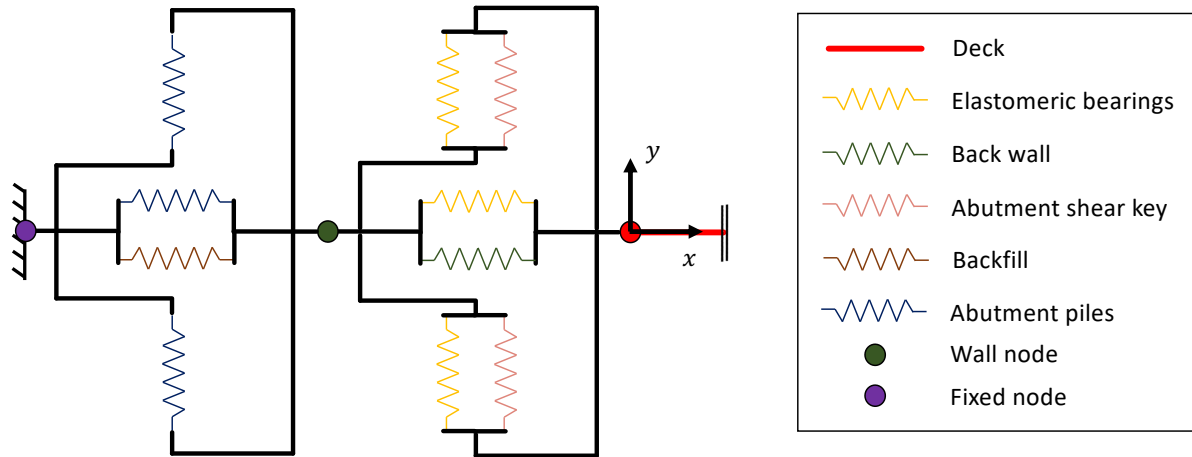 y
x
Deck
Elastomeric bearings
Back wall
Abutment shear key
Backfill
Abutment piles
Wall node
Fixed node